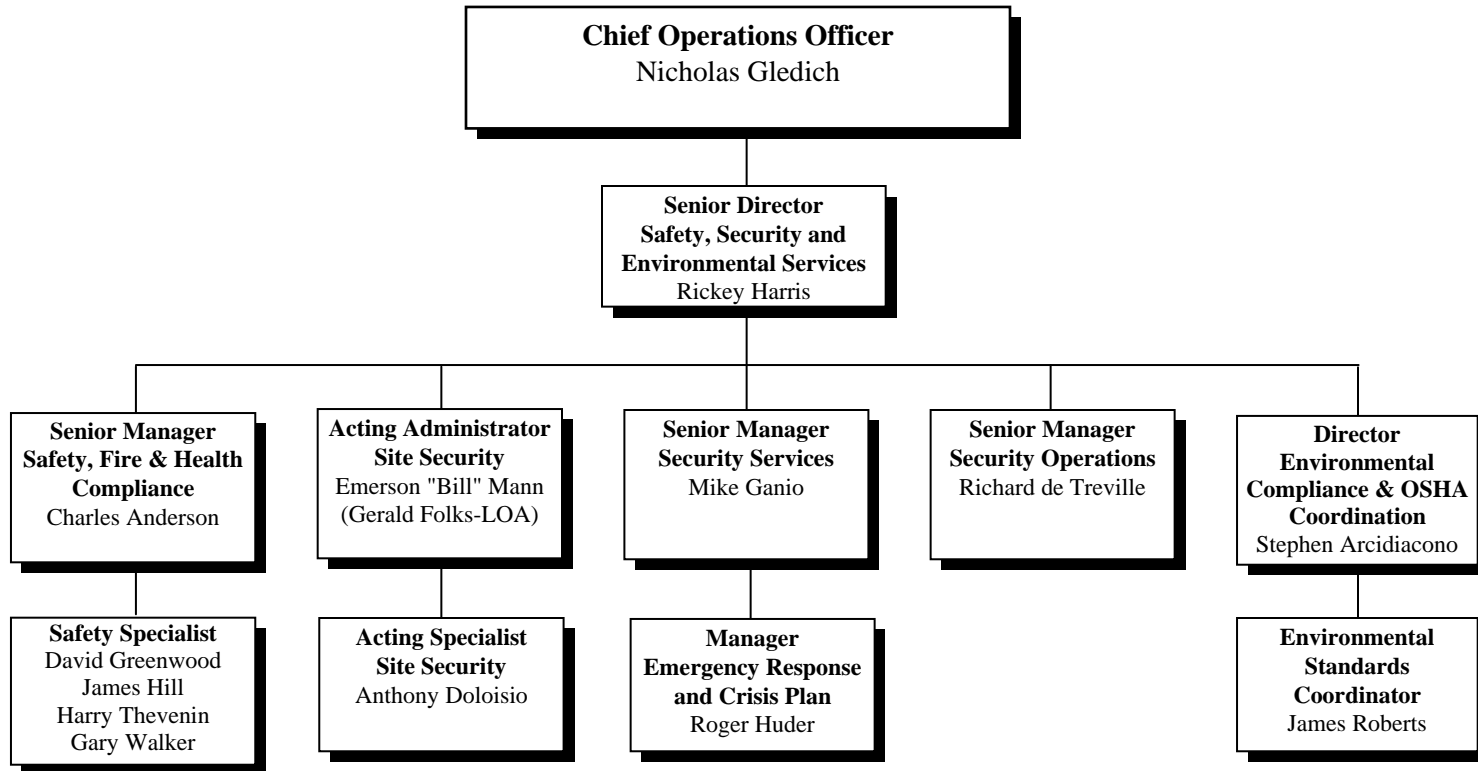 Chief Operations Officer
Nicholas Gledich
Senior Director
Safety, Security and
Environmental Services
Rickey Harris
Senior Manager
Safety, Fire & Health
Compliance
Charles Anderson
Acting Administrator
Site Security
Emerson "Bill" Mann
(Gerald Folks-LOA)
Senior Manager
Security Services
Mike Ganio
Senior Manager
Security Operations
Richard de Treville
Director
Environmental
Compliance & OSHA
Coordination
Stephen Arcidiacono
Safety Specialist
David Greenwood
James Hill
Harry Thevenin
Gary Walker
Acting Specialist
Site Security
Anthony Doloisio
Manager
Emergency Response
and Crisis Plan
Roger Huder
Environmental
Standards
Coordinator
James Roberts